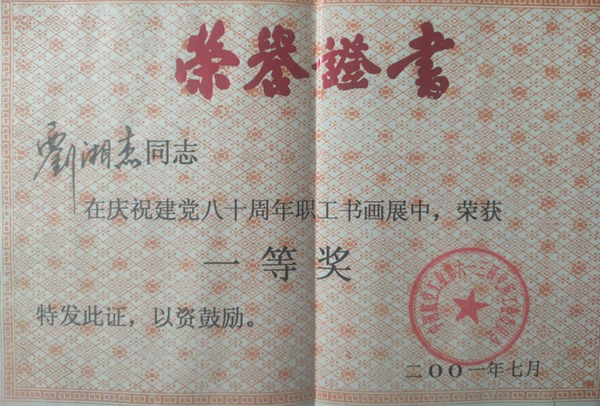 荣誉證書
劉湘杰同志
在庆祝建党八十周年职工书画展中，荣获
一等奖
特发此证，以资鼓励。
二〇〇一年七月